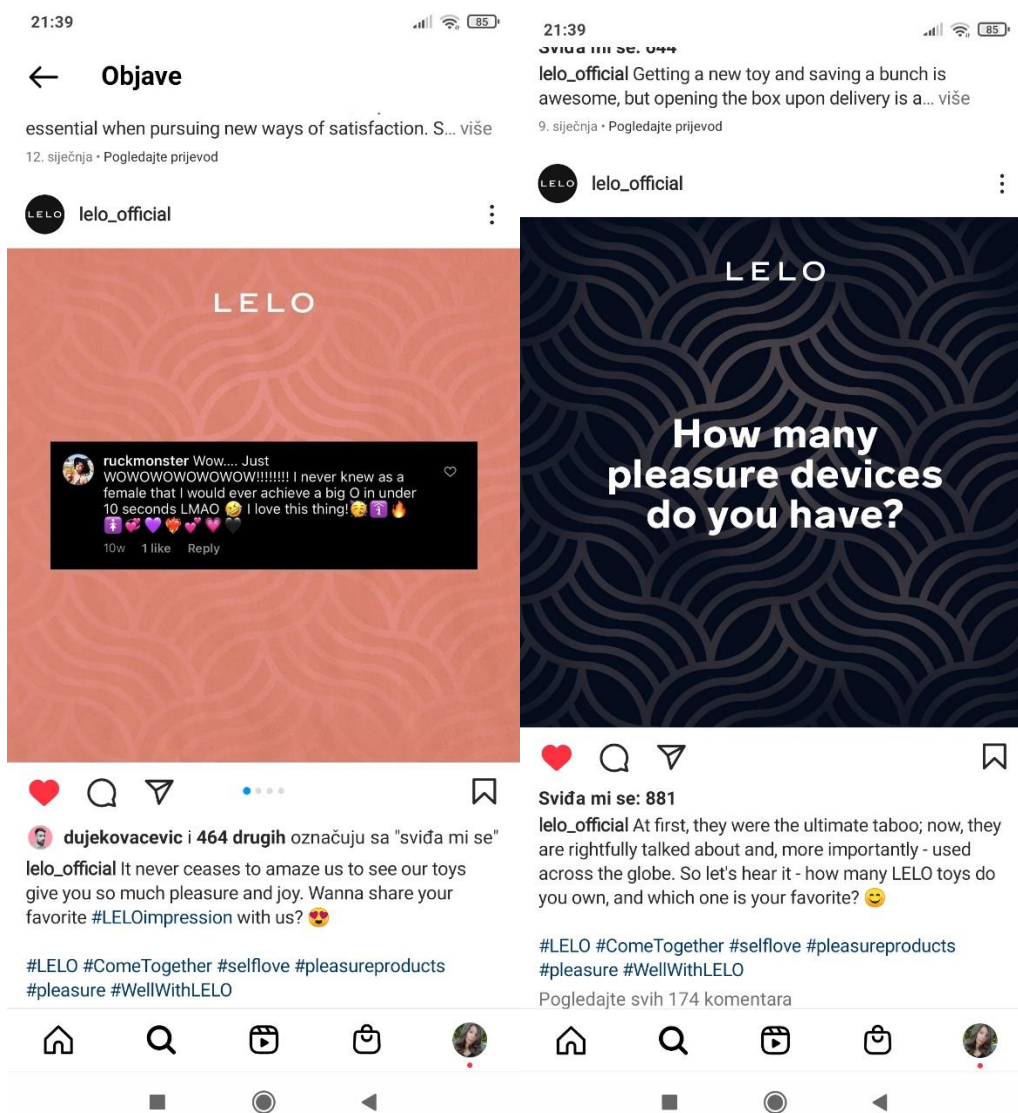 21:39
85
Objave
essential when pursuing new ways of satisfaction. S... više
12. siječnja • Pogledajte prijevod
LELO
lelo_official
LELO
ruckmonster Wow.... Just
WOWOWOWOWOWOW!!!!!!!! I never knew as a
female that I would ever achieve a big O in under
10 seconds LMAO 🤣 I love this thing!🥳🛐🔥
🚺💞💜❤️‍🔥💕💗🖤
10w 1 like Reply
dujekovacevic i 464 drugih označuju sa "sviđa mi se"
lelo_official It never ceases to amaze us to see our toys
give you so much pleasure and joy. Wanna share your
favorite #LELOimpression with us? 😍
#LELO #ComeTogether #selflove #pleasureproducts
#pleasure #WellWithLELO
21:39
85
Sviđa mi se: 644
lelo_official Getting a new toy and saving a bunch is
awesome, but opening the box upon delivery is a... više
9. siječnja • Pogledajte prijevod
LELO
lelo_official
LELO
How many
pleasure devices
do you have?
Sviđa mi se: 881
lelo_official At first, they were the ultimate taboo; now, they
are rightfully talked about and, more importantly - used
across the globe. So let's hear it - how many LELO toys do
you own, and which one is your favorite? 😊
#LELO #ComeTogether #selflove #pleasureproducts
#pleasure #WellWithLELO
Pogledajte svih 174 komentara